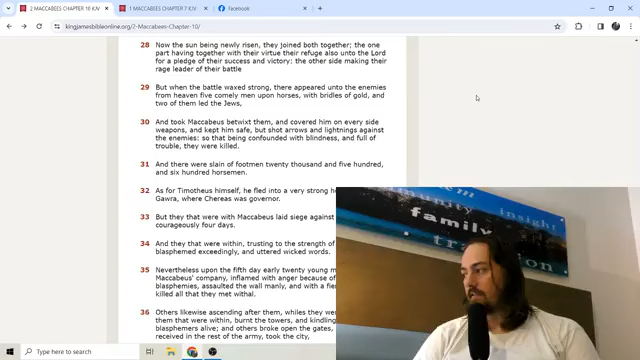 2 MACCABEES CHAPTER 10 KJV
1 MACCABEES CHAPTER 7 KJV
Facebook
kingjamesbibleonline.org/2-Maccabees-Chapter-10/
28 Now the sun being newly risen, they joined both together; the one
part having together with their virtue their refuge also unto the Lord
for a pledge of their success and victory: the other side making their
rage leader of their battle
29 But when the battle waxed strong, there appeared unto the enemies
from heaven five comely men upon horses, with bridles of gold, and
two of them led the Jews,
30 And took Maccabeus betwixt them, and covered him on every side
weapons, and kept him safe, but shot arrows and lightnings against
the enemies: so that being confounded with blindness, and full of
trouble, they were killed.
31 And there were slain of footmen twenty thousand and five hundred,
and six hundred horsemen.
32 As for Timotheus himself, he fled into a very strong
Gawra, where Chereas was governor.
33 But they that were with Maccabeus laid siege against
courageously four days.
34 And they that were within, trusting to the strength of
blasphemed exceedingly, and uttered wicked words.
35 Nevertheless upon the fifth day early twenty young
Maccabeus' company, inflamed with anger because of
blasphemies, assaulted the wall manly, and with a
killed all that they met withal.
36 Others likewise ascending after them, whiles they
them that were within, burnt the towers, and kindling
blasphemers alive; and others broke open the gates,
received in the rest of the army, took the city,
community
insight
family
Type here to search